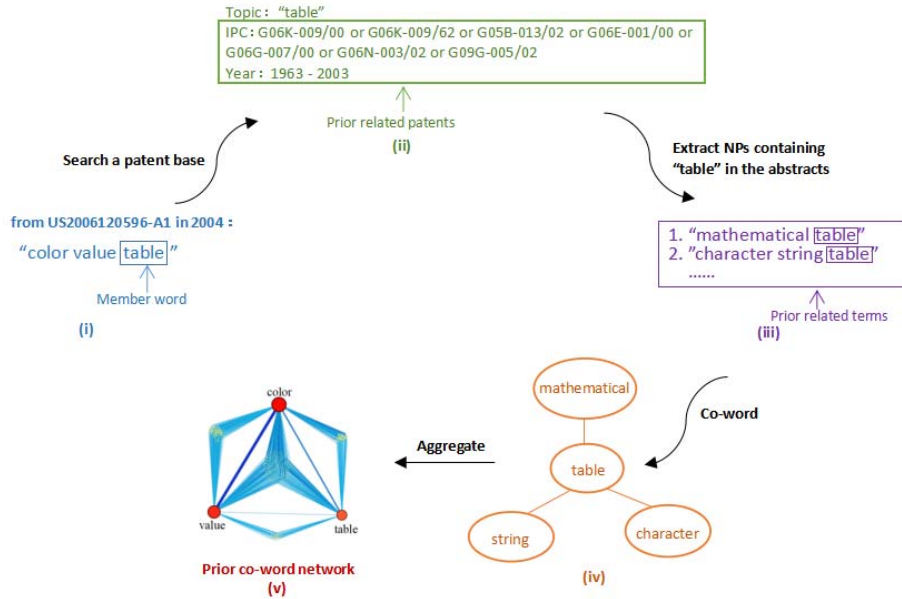 Topic： “table”
IPC：G06K-009/00 or G06K-009/62 or G05B-013/02 or G06E-001/00 or
G06G-007/00 or G06N-003/02 or G09G-005/02
Year： 1963 - 2003
Prior related patents
(ii)
Search a patent base
Extract NPs containing
“table” in the abstracts
from US2006120596-A1 in 2004：
“color value table”
Member word
(i)
1. “mathematical table”
2. ”character string table”
......
Prior related terms
(iii)
mathematical
table
string
character
(iv)
Co-word
Aggregate
color
value
table
Prior co-word network
(v)